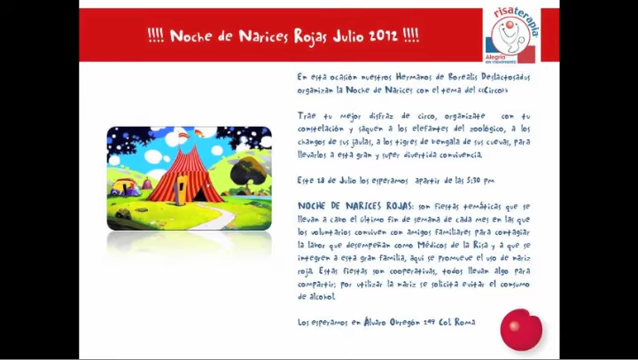 !!!! Noche de Narices Rojas Julio 2012 !!!!
risaterapia
Alegría
en movimiento
En esta ocasión nuestros Hermanos de Borealis Deslactosadus
organizan la Noche de Narices con el tema del <<Circo>>
Trae tu mejor disfraz de circo, organízate con tu
constelación y saquen a los elefantes del zoológico, a los
changos de sus jaulas, a los tigres de bengala de sus cuevas, para
llevarlos a esta gran y super divertida convivencia.
Este 28 de Julio los esperamos apartir de las 5:30 pm
NOCHE DE NARICES ROJAS: son fiestas temáticas que se
llevan a cabo el último fin de semana de cada mes en las que
los voluntarios conviven con amigos familiares para contagiar
la labor que desempeñan como Médicos de la Risa y a que se
integren a esta gran familia, aquí se promueve el uso de nariz
roja. Estas fiestas son cooperativas, todos llevan algo para
compartir; por utilizar la nariz se solicita evitar el consumo
de alcohol.
Los esperamos en Álvaro Obregón 299 Col. Roma